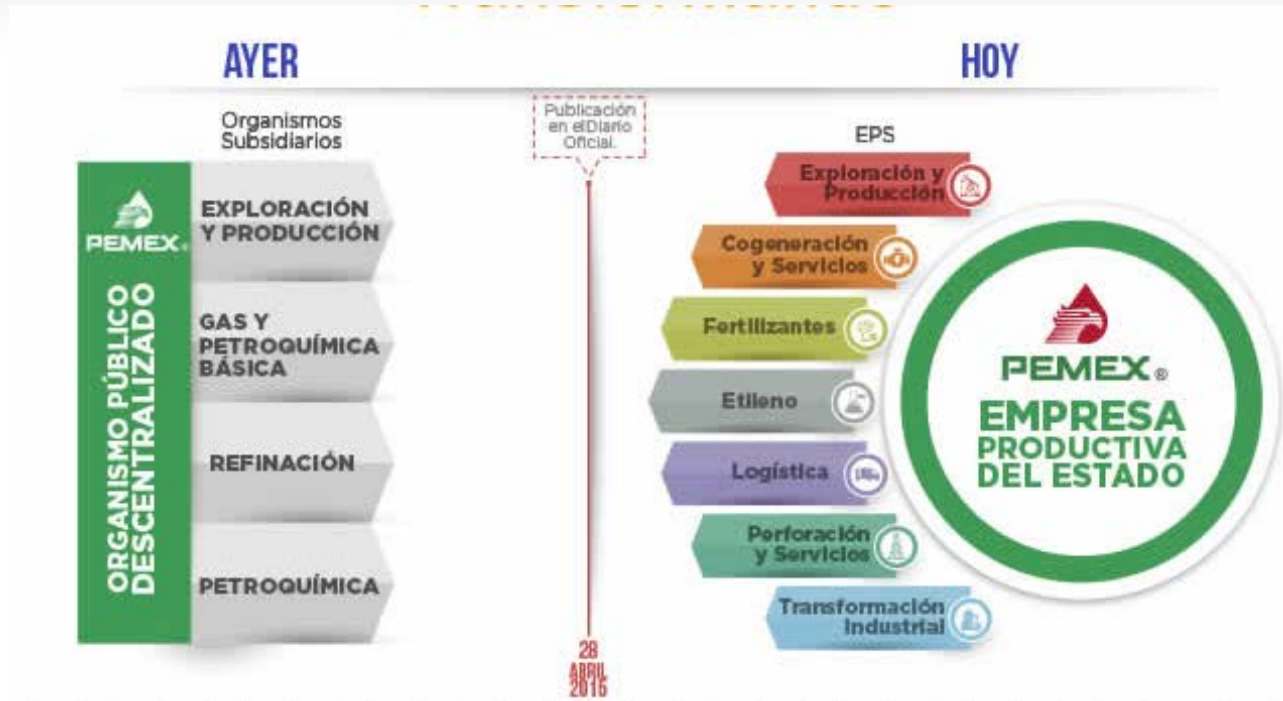 AYER
HOY
Organismos
Subsidiarios
PEMEX®
ORGANISMO PÚBLICO
DESCENTRALIZADO
EXPLORACIÓN
Y PRODUCCIÓN
GAS Y
PETROQUÍMICA
BÁSICA
REFINACIÓN
PETROQUÍMICA
Publicación
en elDiario
Oficial.
28
ABRIL
2015
EPS
Exploración y
Producción
Cogeneración
y Servicios
Fertilizantes
Etileno
Logística
Perforación
y Servicios
Transformación
Industrial
PEMEX®
EMPRESA
PRODUCTIVA
DEL ESTADO